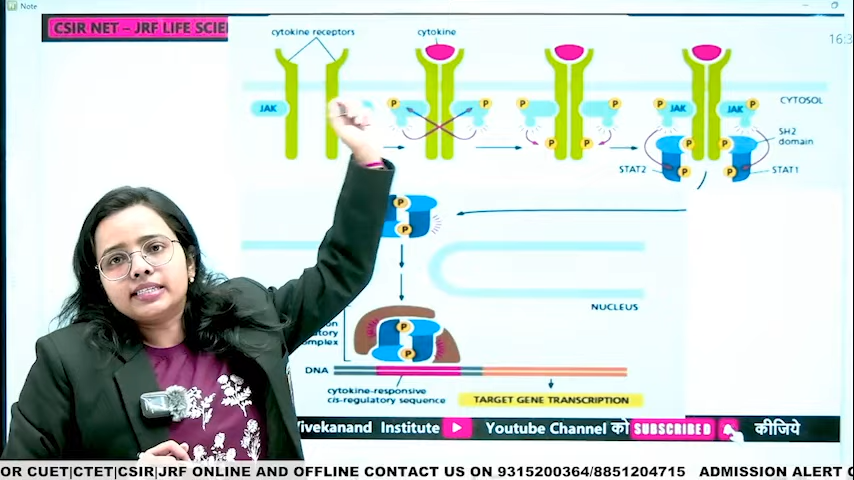 Note
CSIR NET – JRF LIFE SCIE
16:3
cytokine receptors
cytokine
JAK
P
P
P
P
P
P
P
JAK
JAK
P
CYTOSOL
P
P
P
P
SH2
domain
STAT2
STAT1
P
P
NUCLEUS
P
P
DNA
cytokine-responsive
cis-regulatory sequence
TARGET GENE TRANSCRIPTION
Vivekanand Institute
Youtube Channel को SUBSCRIBED कीजिये
OR CUET|CTET|CSIR|JRF ONLINE AND OFFLINE CONTACT US ON 9315200364/8851204715 ADMISSION ALERT